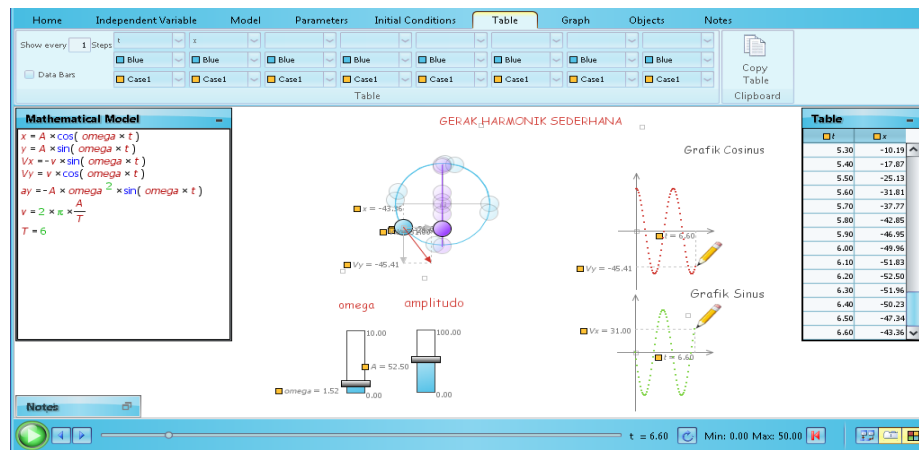 Home Independent Variable Model Parameters Initial Conditions Table Graph Objects Notes
Show every 1 Steps t x
Blue Blue Blue Blue Blue Blue Blue Blue
Data Bars
Case1 Case1 Case1 Case1 Case1 Case1 Case1 Case1
Copy Table
Table Clipboard
Mathematical Model
x = A × cos( omega × t )
y = A × sin( omega × t )
Vx = - v × sin( omega × t )
Vy = v × cos( omega × t )
ay = - A × omega ² × sin( omega × t )
v = 2 × π × A/T
T = 6
GERAK HARMONIK SEDERHANA
x = -43.36
Vy = -45.41
omega amplitudo
10.00 100.00
A = 52.50
omega = 1.52 0.00 0.00
Grafik Cosinus
t = 6.60
Vy = -45.41
Grafik Sinus
Vx = 31.00
t = 6.60
Table
t x
5.30 -10.19
5.40 -17.87
5.50 -25.13
5.60 -31.81
5.70 -37.77
5.80 -42.85
5.90 -46.95
6.00 -49.96
6.10 -51.83
6.20 -52.50
6.30 -51.96
6.40 -50.23
6.50 -47.34
6.60 -43.36
Notes
t = 6.60 Min: 0.00 Max: 50.00